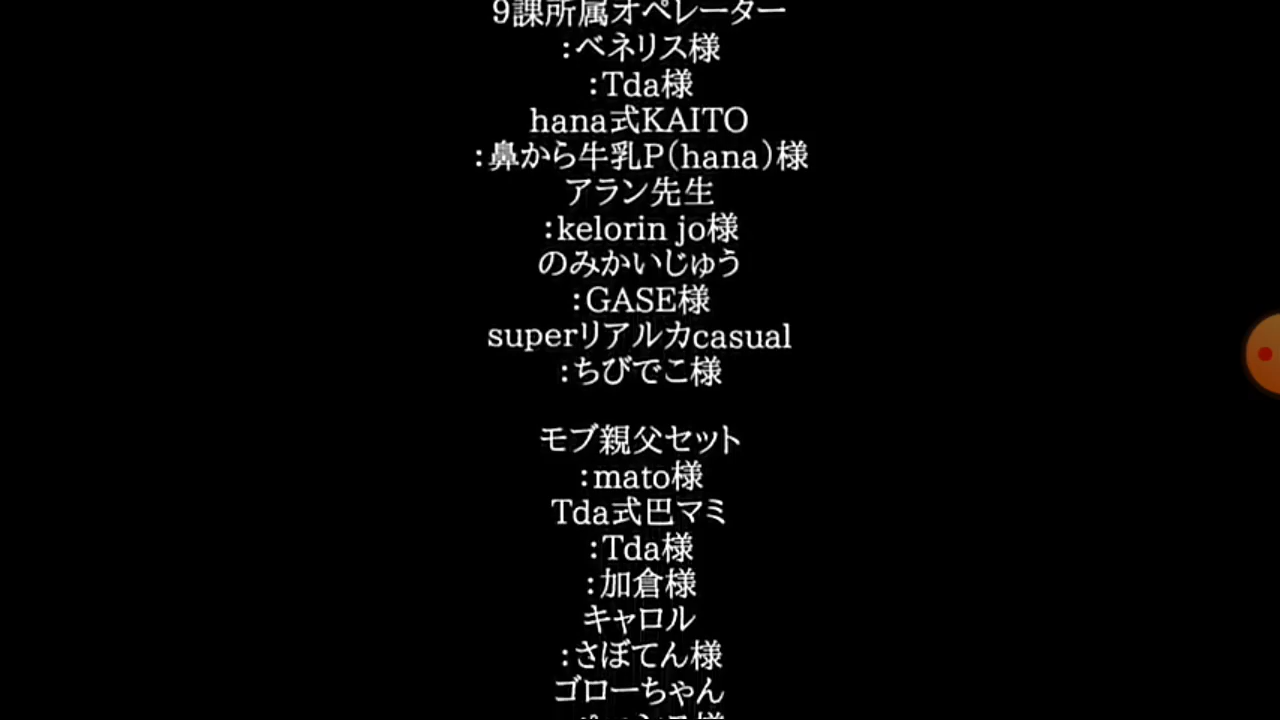 9課所属オペレーター
:ベネリス様
:Tda様
hana式KAITO
:鼻から牛乳P(hana)様
アラン先生
:kelorin jo様
のみかいじゅう
:GASE様
superリアルカcasual
:ちびでこ様
モブ親父セット
:mato様
Tda式巴マミ
:Tda様
:加倉様
キャロル
:さぼてん様
ゴローちゃん